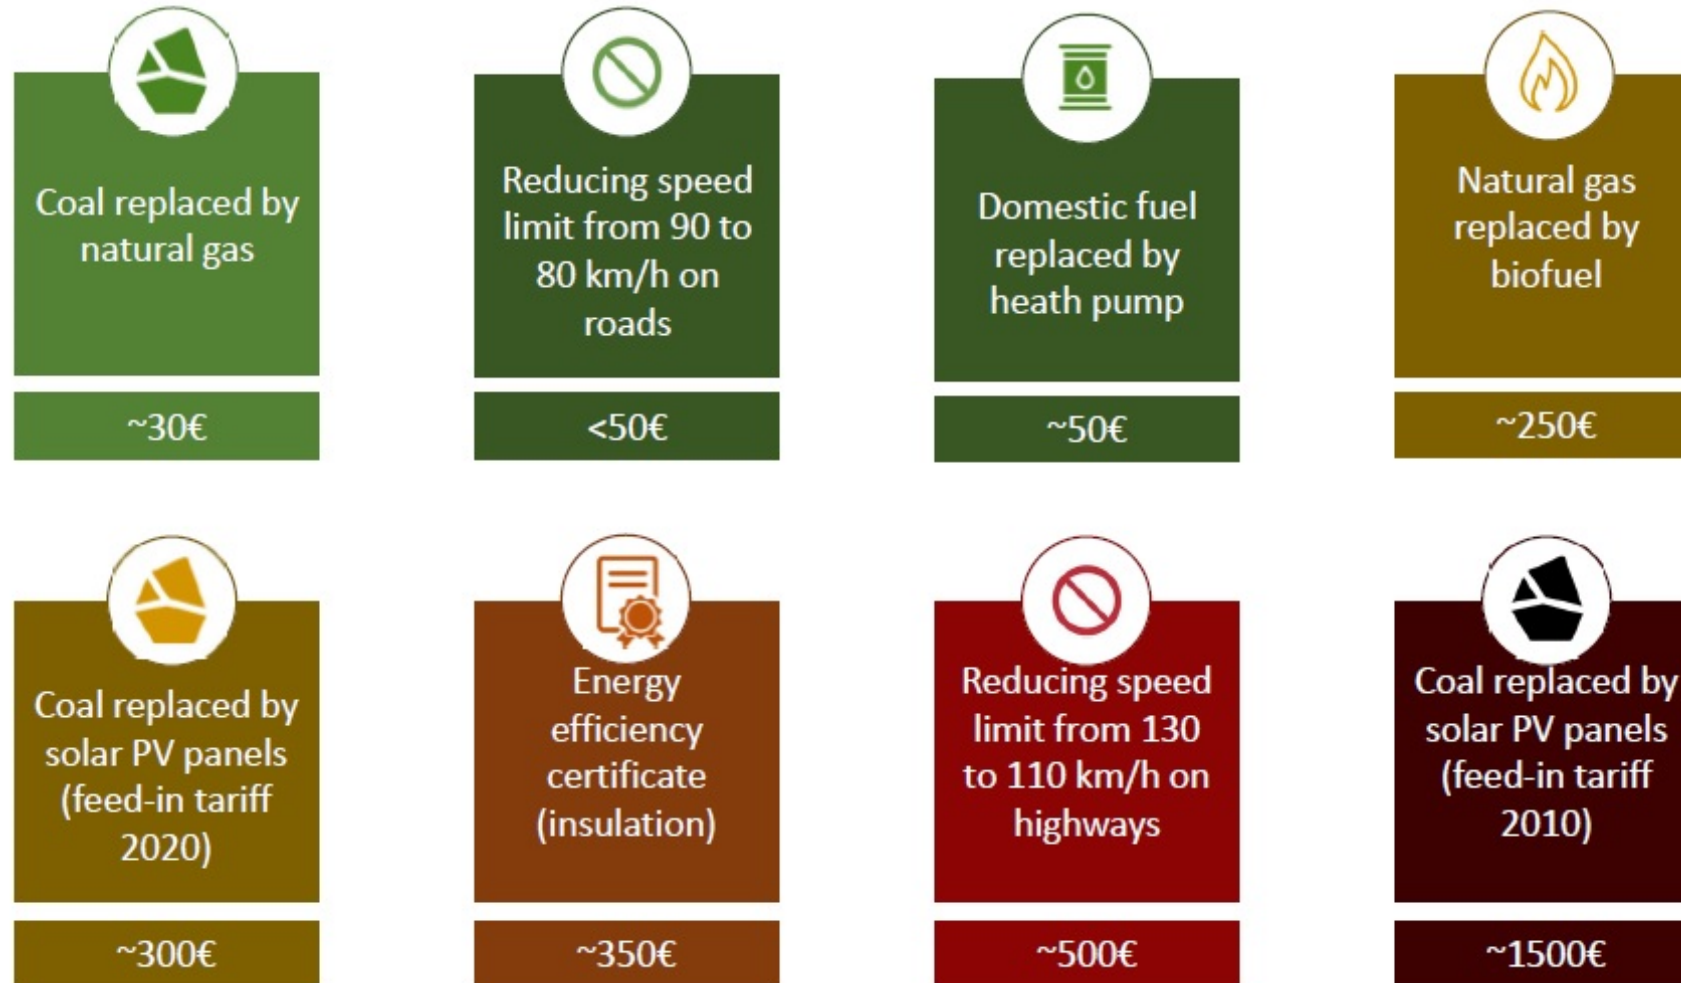 Coal replaced by
natural gas
~30€
Reducing speed
limit from 90 to
80 km/h on
roads
<50€
Domestic fuel
replaced by
heath pump
~50€
Natural gas
replaced by
biofuel
~250€
Coal replaced by
solar PV panels
(feed-in tariff
2020)
~300€
Energy
efficiency
certificate
(insulation)
~350€
Reducing speed
limit from 130
to 110 km/h on
highways
~500€
Coal replaced by
solar PV panels
(feed-in tariff
2010)
~1500€